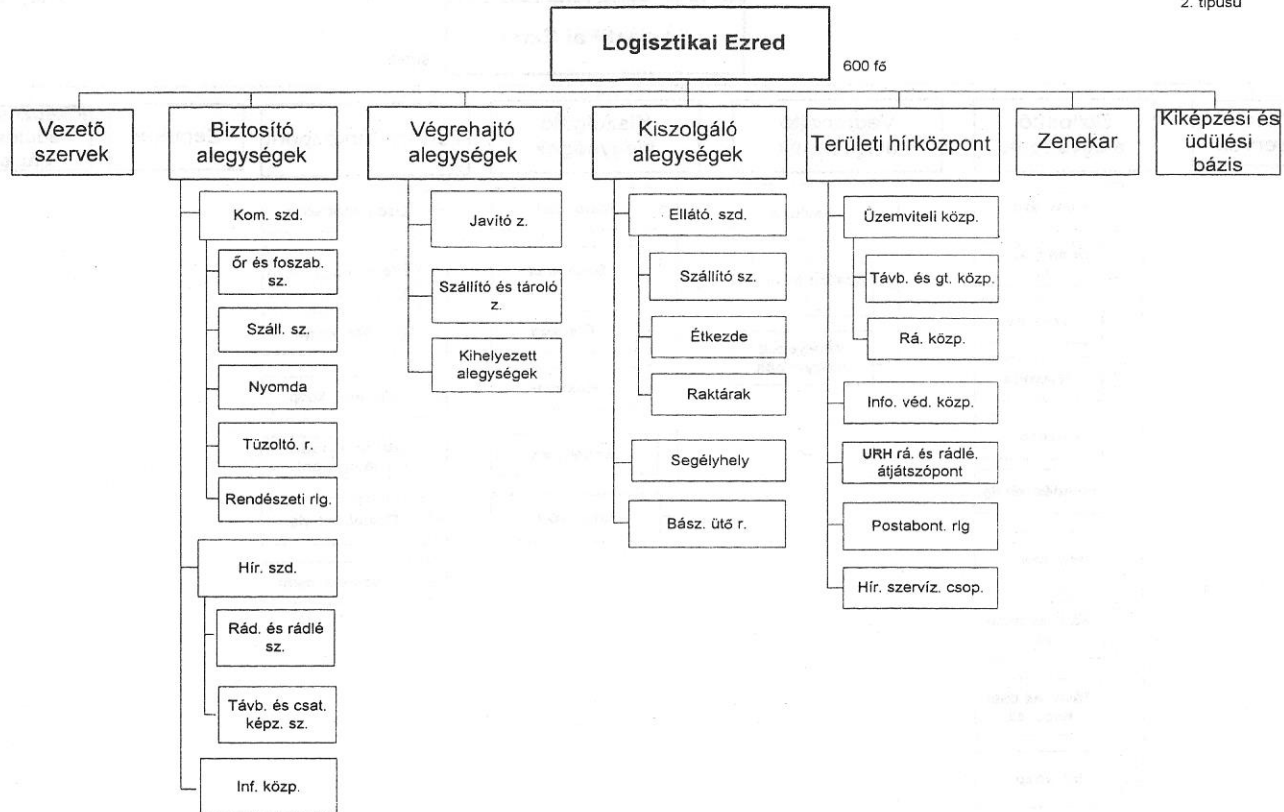 2. típusú
Logisztikai Ezred
600 fő
Vezető
szervek
Biztosító
alegységek
Végrehajtó
alegységek
Kiszolgáló
alegységek
Területi hírközpont
Zenekar
Kiképzési és
üdülési
bázis
Kom. szd.
őr és foszab.
sz.
Száll. sz.
Nyomda
Tüzoltó. r.
Rendészeti rlg.
Hír. szd.
Rád. és rádlé
sz.
Távb. és csat.
képz. sz.
Inf. közp.
Javító z.
Szállító és tároló
z.
Kihelyezett
alegységek
Ellátó. szd.
Szállító sz.
Étkezde
Raktárak
Segélyhely
Bász. ütő r.
Üzemviteli közp.
Távb. és gt. közp.
Rá. közp.
Info. véd. közp.
URH rá. és rádlé.
átjátszópont
Postabont. rlg
Hír. szervíz. csop.